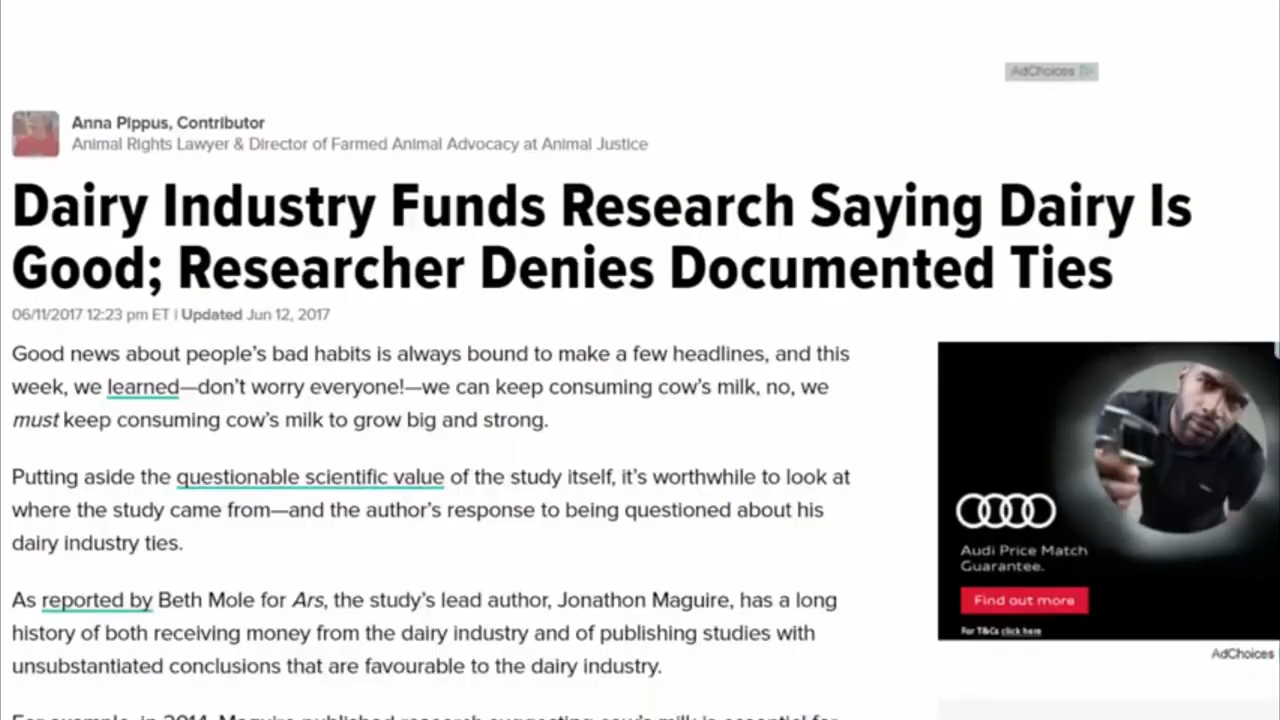 AdChoices
Anna Pippus, Contributor
Animal Rights Lawyer & Director of Farmed Animal Advocacy at Animal Justice
Dairy Industry Funds Research Saying Dairy Is
Good; Researcher Denies Documented Ties
06/11/2017 12:23 pm ET | Updated Jun 12, 2017
Good news about people’s bad habits is always bound to make a few headlines, and this
week, we learned—don’t worry everyone!—we can keep consuming cow’s milk, no, we
must keep consuming cow’s milk to grow big and strong.
Putting aside the questionable scientific value of the study itself, it’s worthwhile to look at
where the study came from—and the author’s response to being questioned about his
dairy industry ties.
As reported by Beth Mole for Ars, the study’s lead author, Jonathon Maguire, has a long
history of both receiving money from the dairy industry and of publishing studies with
unsubstantiated conclusions that are favourable to the dairy industry.
Audi Price Match
Guarantee.
Find out more
For T&Cs click here
AdChoices